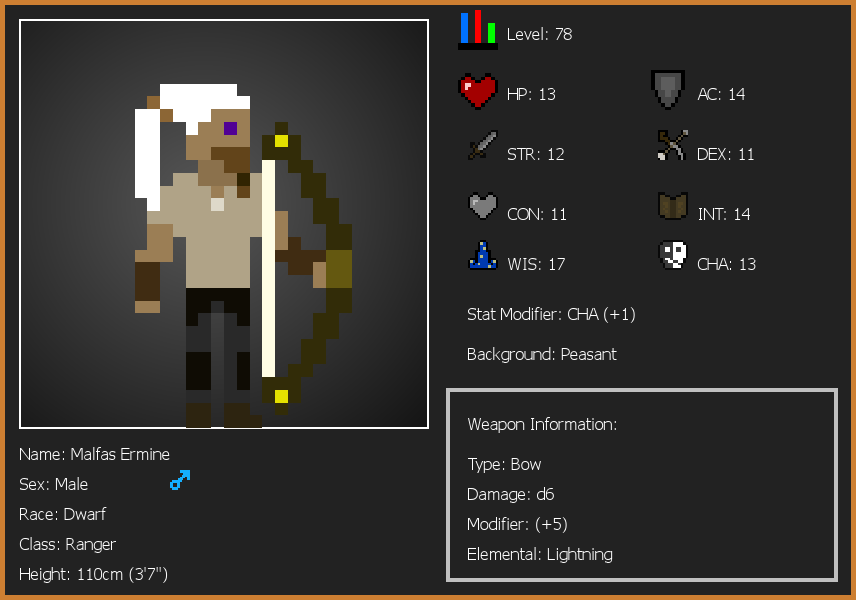 Level: 78
HP: 13
AC: 14
STR: 12
DEX: 11
CON: 11
INT: 14
WIS: 17
CHA: 13
Stat Modifier: CHA (+1)
Background: Peasant
Weapon Information:
Type: Bow
Damage: d6
Modifier: (+5)
Elemental: Lightning
Name: Malfas Ermine
Sex: Male
Race: Dwarf
Class: Ranger
Height: 110cm (3'7")